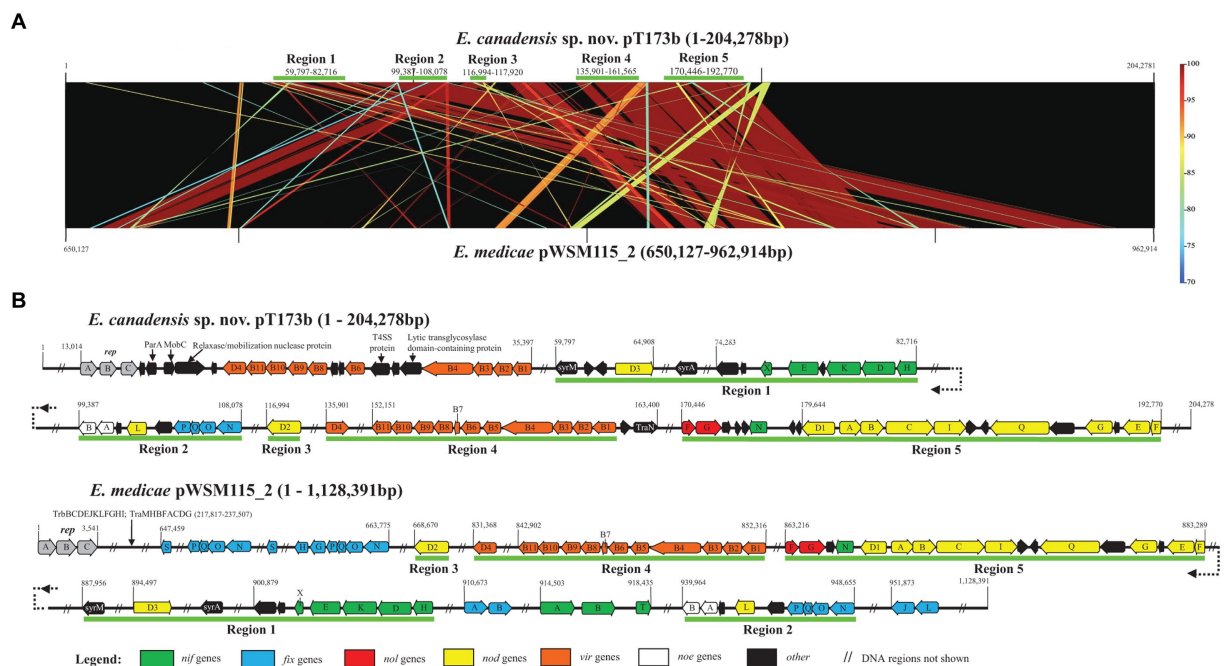 A
E. canadensis sp. nov. pT173b (1-204,278bp)
Region 1 Region 2 Region 3 Region 4 Region 5
1 59,797-82,716 99,387-108,078 116,994-117,920 135,901-161,565 170,446-192,770 204,2781
100
95
90
85
80
75
70
650,127 962,914
E. medicae pWSM115_2 (650,127-962,914bp)
B
E. canadensis sp. nov. pT173b (1 - 204,278bp)
ParA MobC Relaxase/mobilization nuclease protein
T4SS protein
Lytic transglycosylase domain-containing protein
1 13,014 rep 35,397 59,797 64,908 74,283 82,716
A B C D4 B11 B10 B9 B8 B6 B4 B3 B2 B1 syrM D3 syrA X E K D H
Region 1
99,387 108,078 116,994 135,901 152,151 B7 163,400 170,446 179,644 192,770 204,278
B A L P Q O N D2 D4 B11 B10 B9 B8 B6 B5 B4 B3 B2 B1 TraN F G N D1 A B C I Q G E F
Region 2 Region 3 Region 4 Region 5
E. medicae pWSM115_2 (1 - 1,128,391bp)
TrbBCDEJKLFGHI; TraMHBFACDG (217,817-237,507)
1 rep 3,541 647,459 663,775 668,670 831,368 842,902 B7 852,316 863,216 883,289
A B C S P Q O N S H G P Q O N D2 D4 B11 B10 B9 B8 B6 B5 B4 B3 B2 B1 F G N D1 A B C I Q G E F
Region 3 Region 4 Region 5
887,956 894,497 900,879 910,673 914,503 918,435 939,964 948,655 951,873 1,128,391
syrM D3 syrA X E K D H A B A B T B A L P Q O N J L
Region 1 Region 2
Legend: nif genes fix genes nol genes nod genes vir genes noe genes other // DNA regions not shown